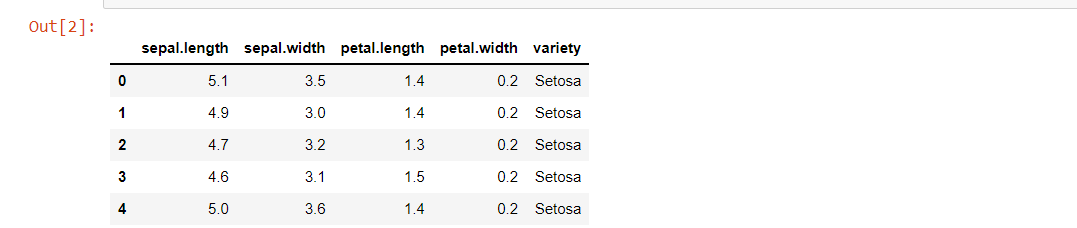 Out[2]:
sepal.length sepal.width petal.length petal.width variety
0 5.1 3.5 1.4 0.2 Setosa
1 4.9 3.0 1.4 0.2 Setosa
2 4.7 3.2 1.3 0.2 Setosa
3 4.6 3.1 1.5 0.2 Setosa
4 5.0 3.6 1.4 0.2 Setosa